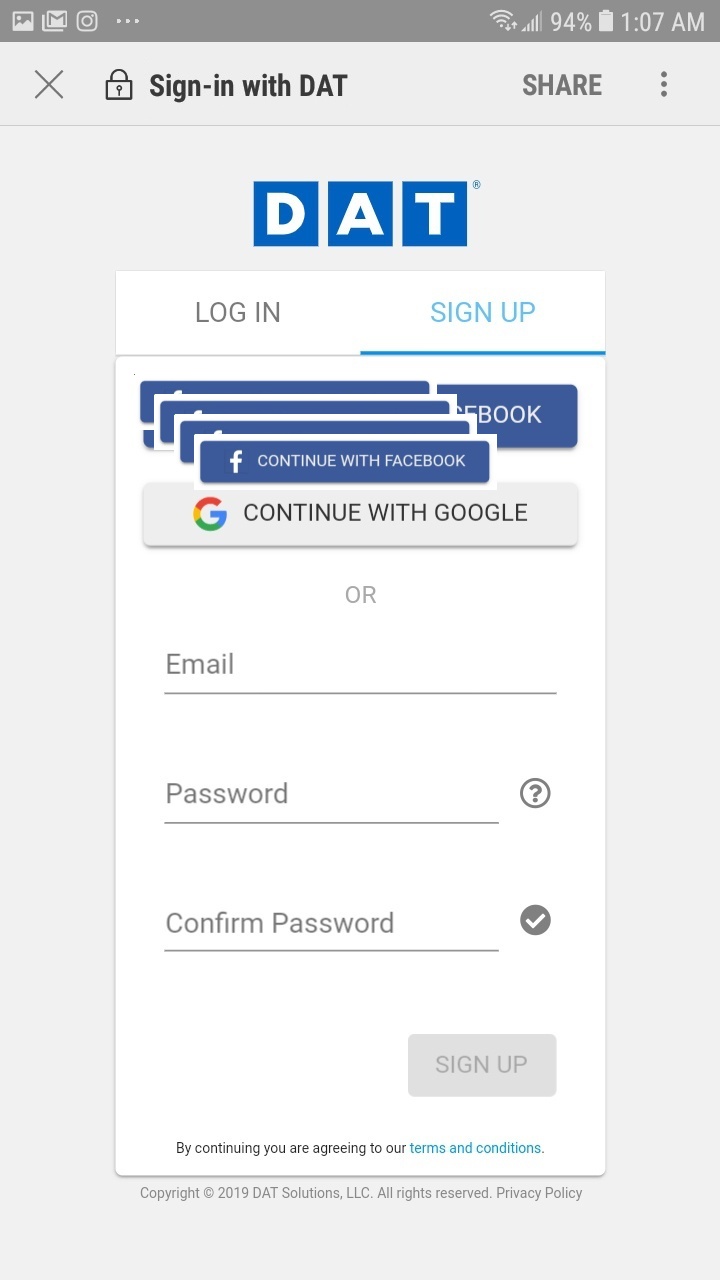 94% 1:07 AM
Sign-in with DAT SHARE
DAT®
LOG IN SIGN UP
CONTINUE WITH FACEBOOK
CONTINUE WITH GOOGLE
OR
Email
Password
Confirm Password
SIGN UP
By continuing you are agreeing to our terms and conditions.
Copyright © 2019 DAT Solutions, LLC. All rights reserved. Privacy Policy